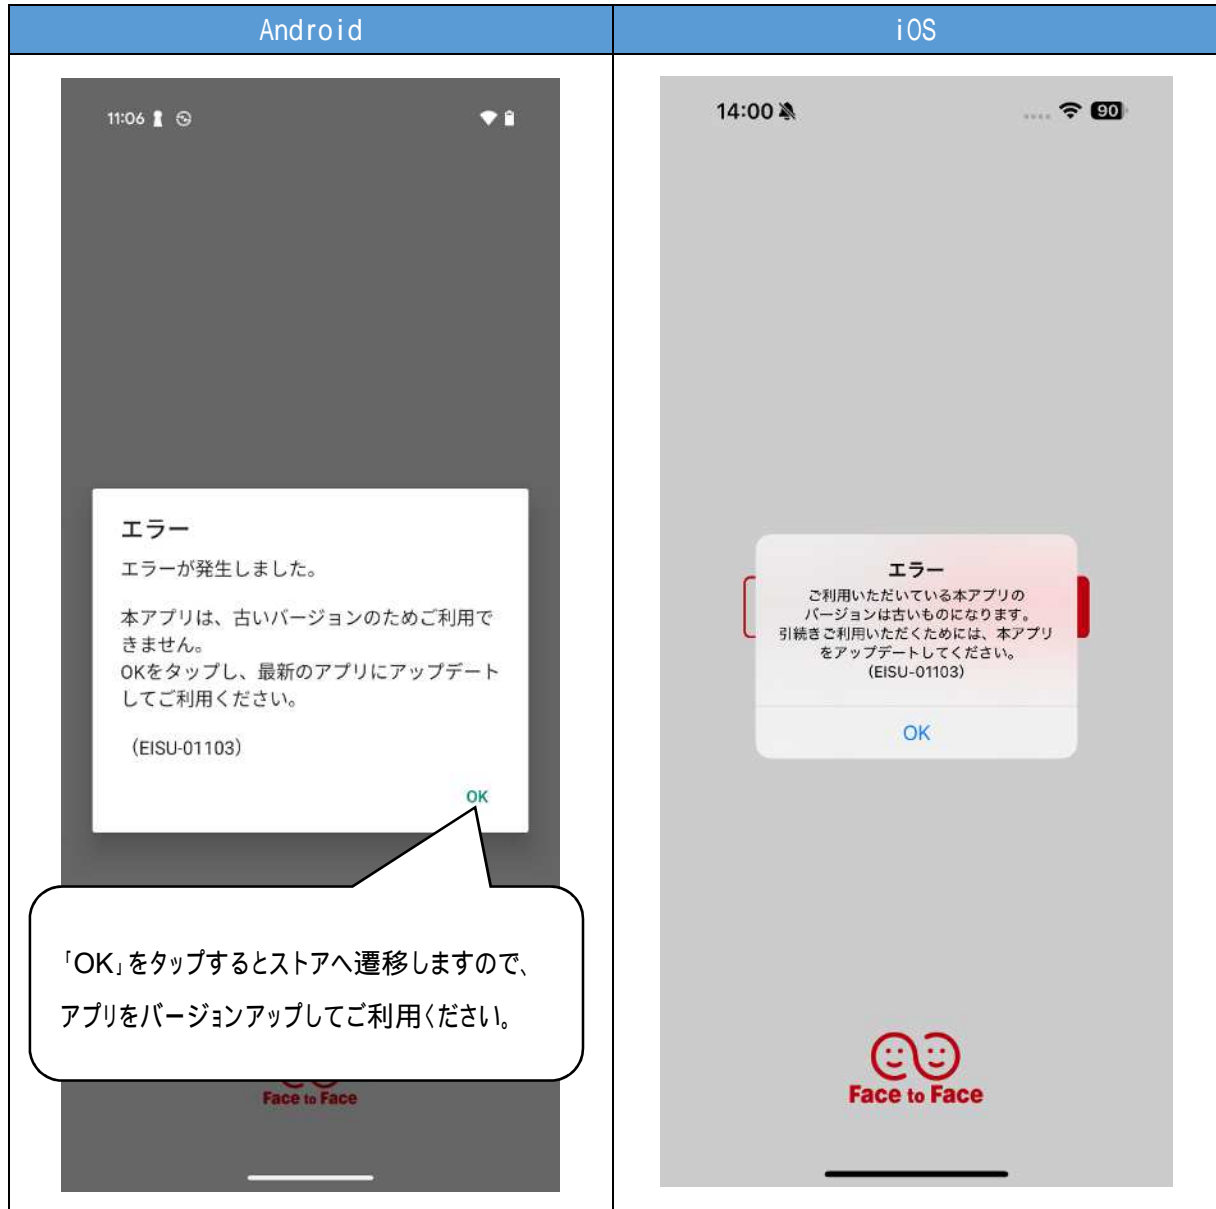 Android
iOS
11:06
エラー
エラーが発生しました。
本アプリは、古いバージョンのためご利用で
きません。
OKをタップし、最新のアプリにアップデート
してご利用ください。
（EISU-01103）
OK
「OK」をタップするとストアへ遷移しますので、
アプリをバージョンアップしてご利用ください。
Face to Face
14:00
90
エラー
ご利用いただいている本アプリの
バージョンは古いものになります。
引続きご利用いただくためには、本アプリ
をアップデートしてください。
（EISU-01103）
OK
Face to Face